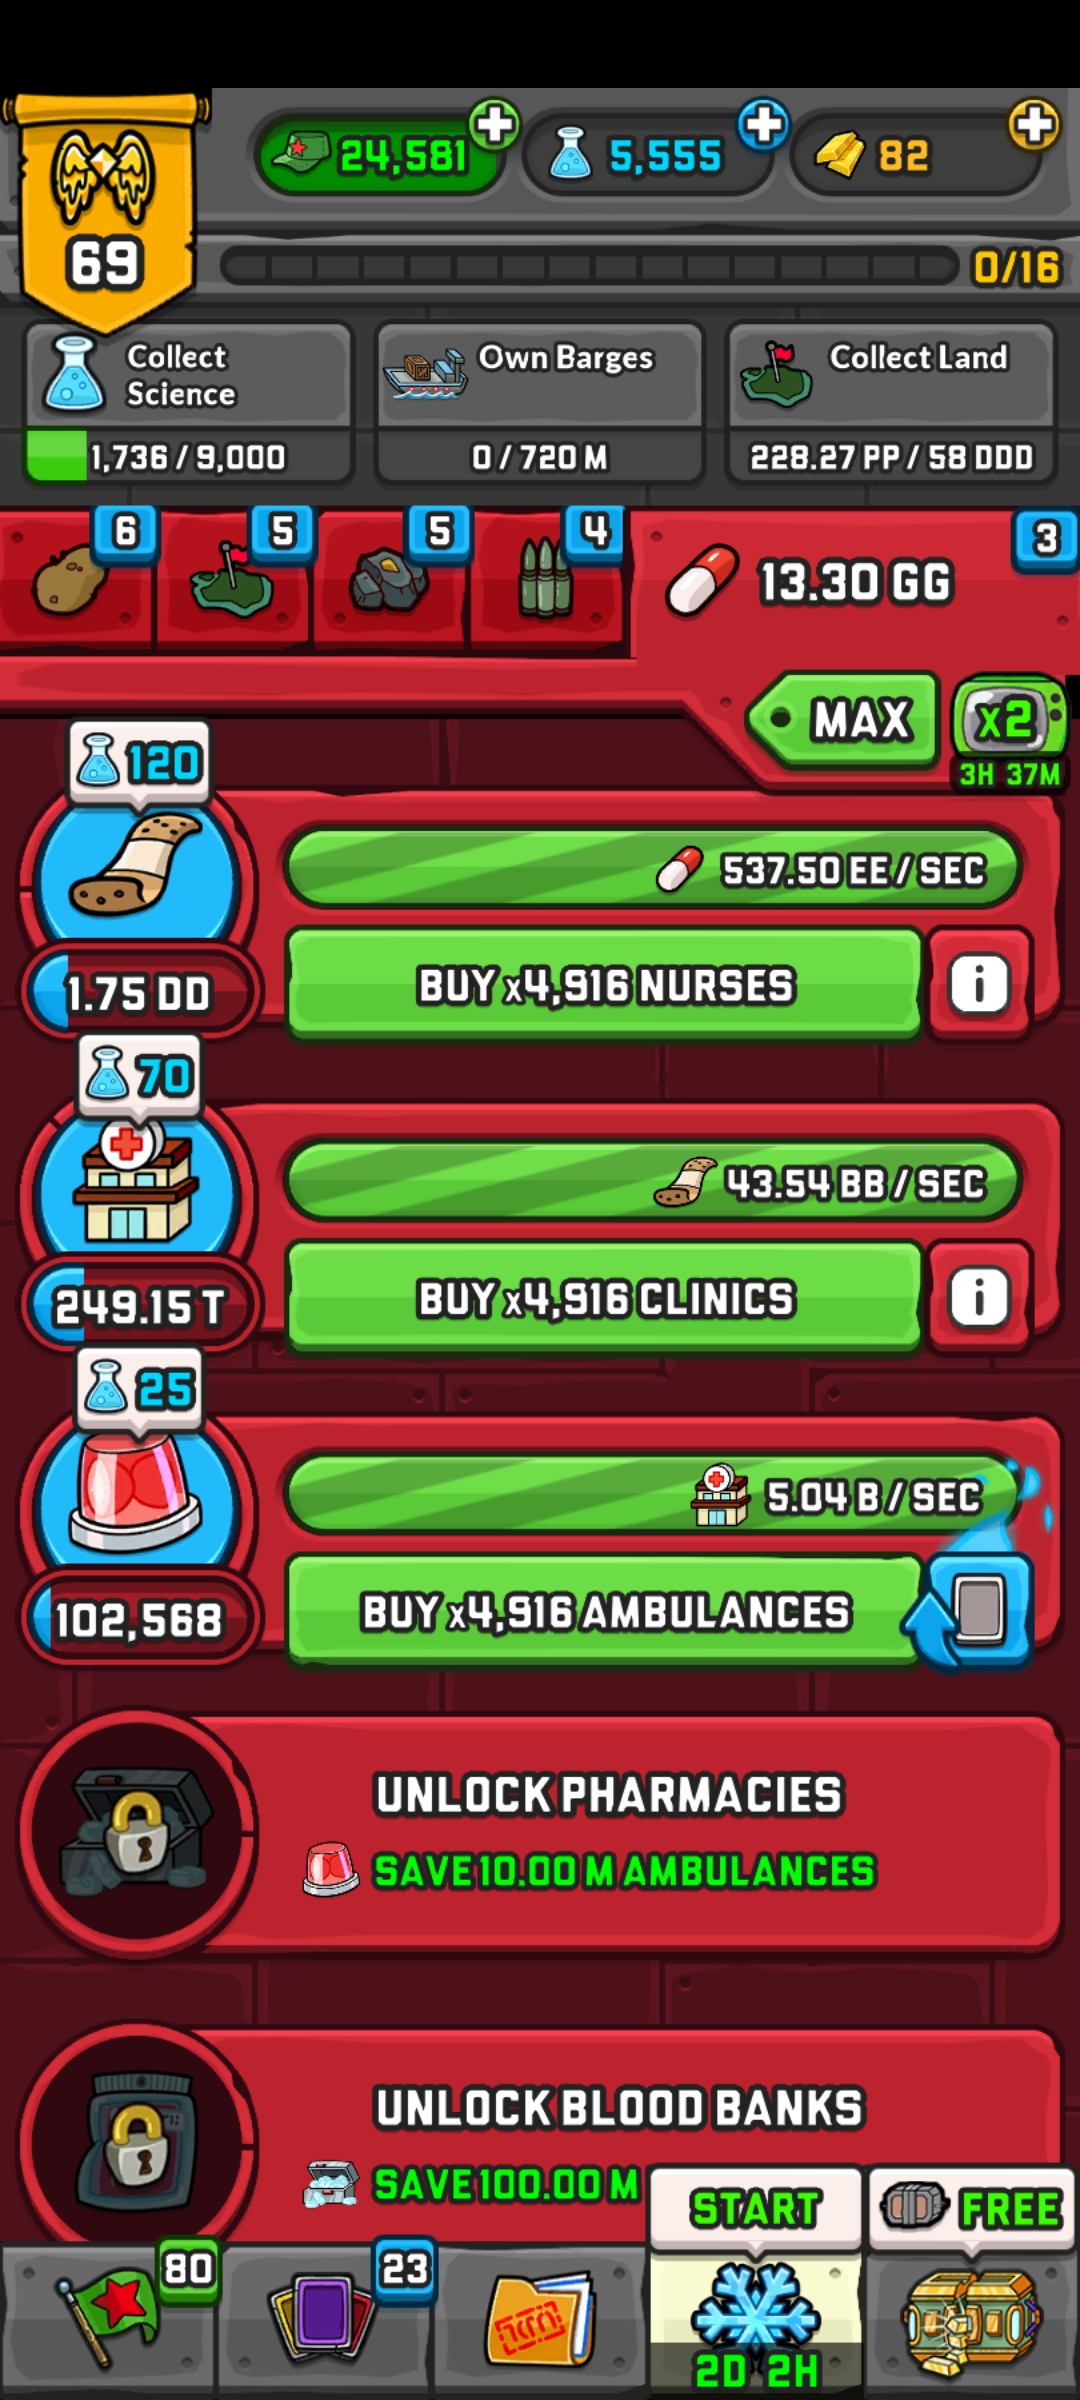 24,581
5,555
82
69
0/16
Collect
Science
1,736 / 9,000
Own Barges
0 / 720 M
Collect Land
228.27 PP / 58 DDD
6
5
5
4
3
13.30 GG
MAX
x2
3H 37M
120
537.50 EE / SEC
1.75 DD
BUY x4,916 NURSES
i
70
43.54 BB / SEC
249.15 T
BUY x4,916 CLINICS
i
25
5.04 B / SEC
102,568
BUY x4,916 AMBULANCES
UNLOCK PHARMACIES
SAVE 10.00 M AMBULANCES
UNLOCK BLOOD BANKS
SAVE 100.00 M
START
FREE
80
23
2D 2H